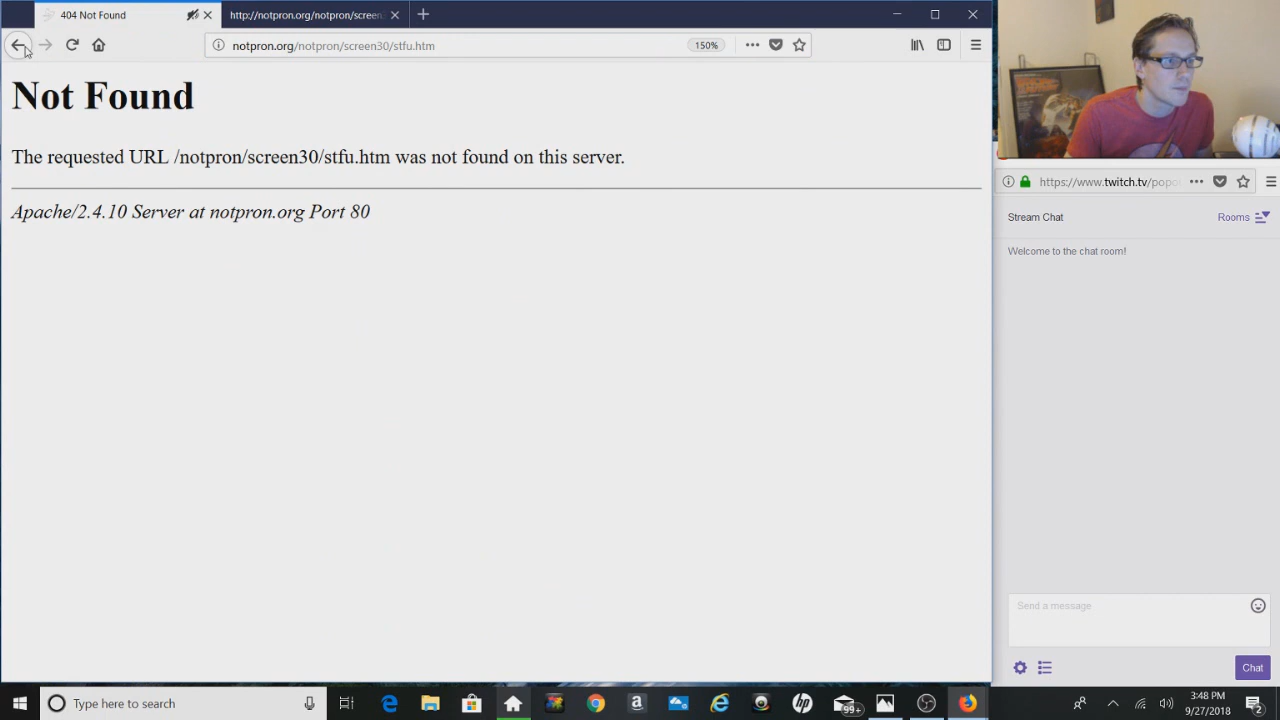 404 Not Found
http://notpron.org/notpron/screen
notpron.org/notpron/screen30/stfu.htm
150%
Not Found
The requested URL /notpron/screen30/stfu.htm was not found on this server.
Apache/2.4.10 Server at notpron.org Port 80
https://www.twitch.tv/popo
Stream Chat
Rooms
Welcome to the chat room!
Send a message
Chat
Type here to search
99+
3:48 PM
9/27/2018
2